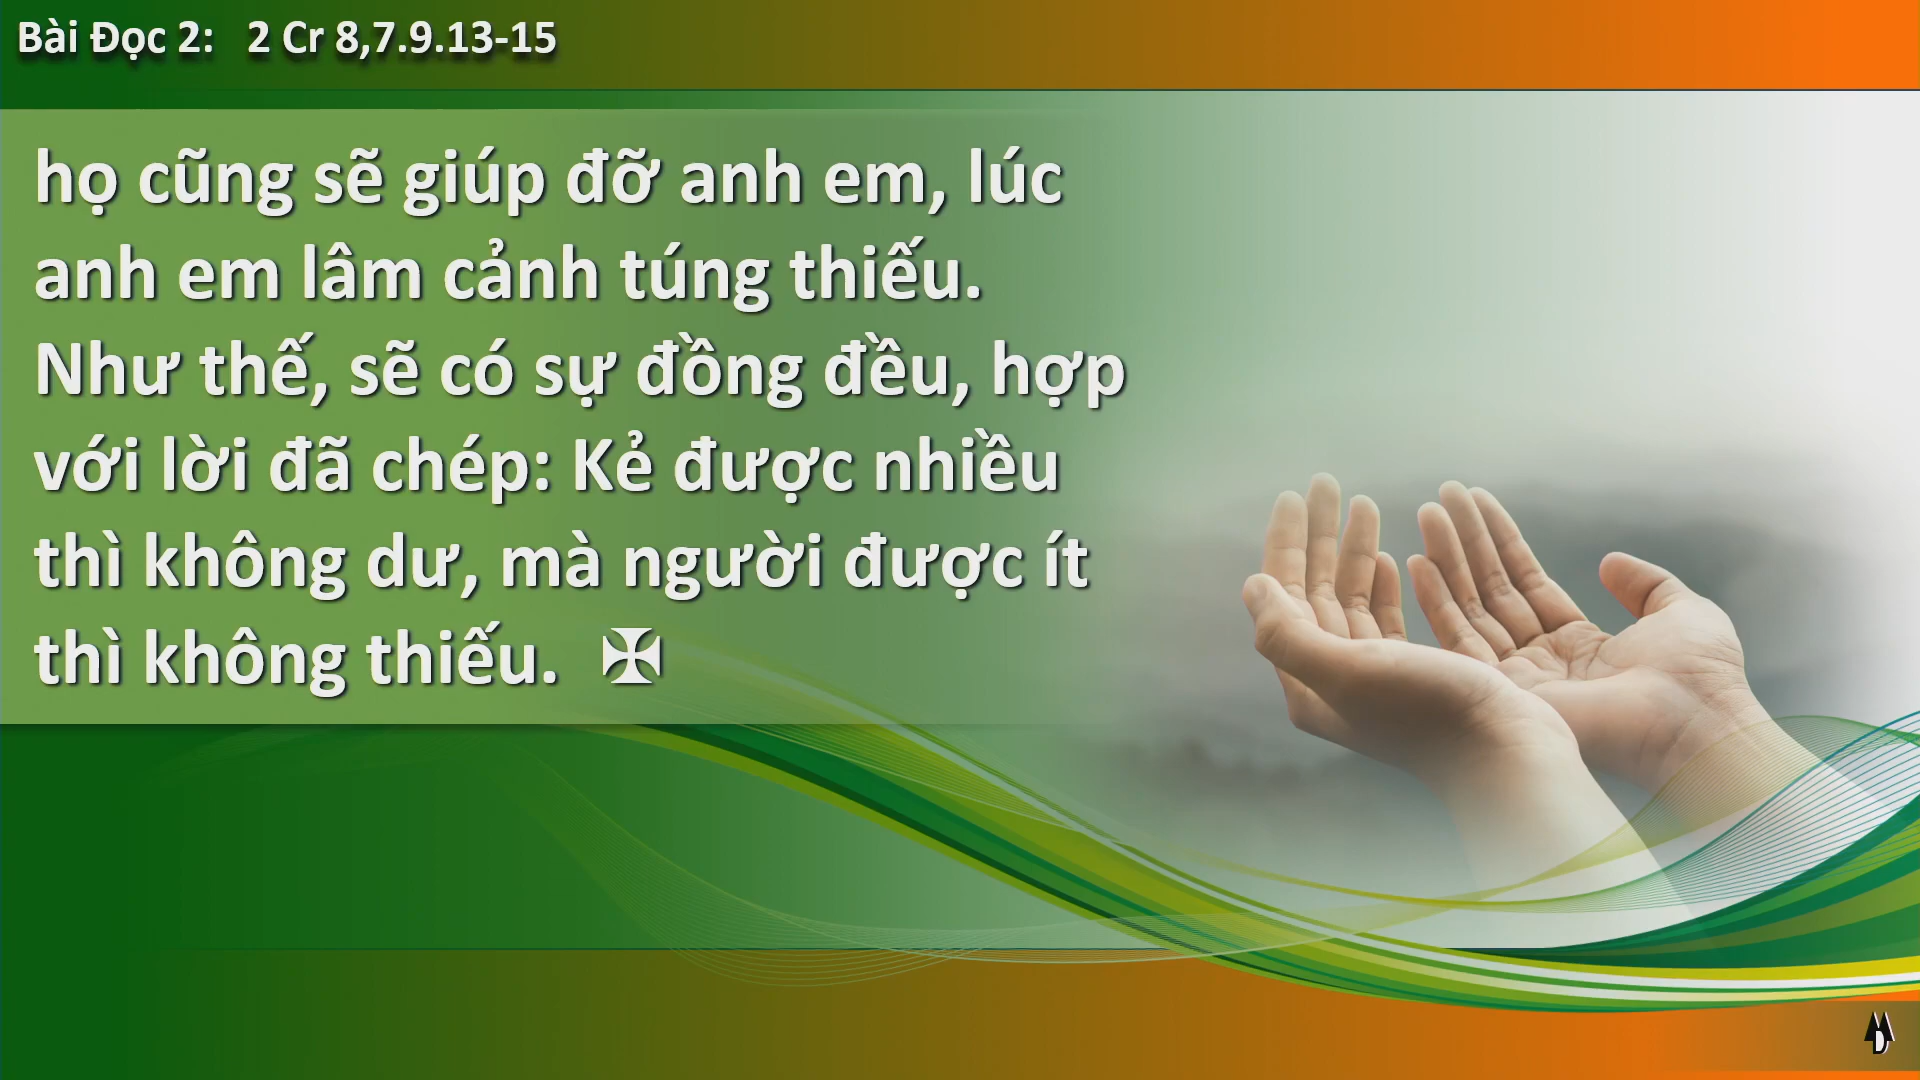 Bài Đọc 2: 2 Cr 8,7.9.13-15
họ cũng sẽ giúp đỡ anh em, lúc
anh em lâm cảnh túng thiếu.
Như thế, sẽ có sự đồng đều, hợp
với lời đã chép: Kẻ được nhiều
thì không dư, mà người được ít
thì không thiếu. ✠